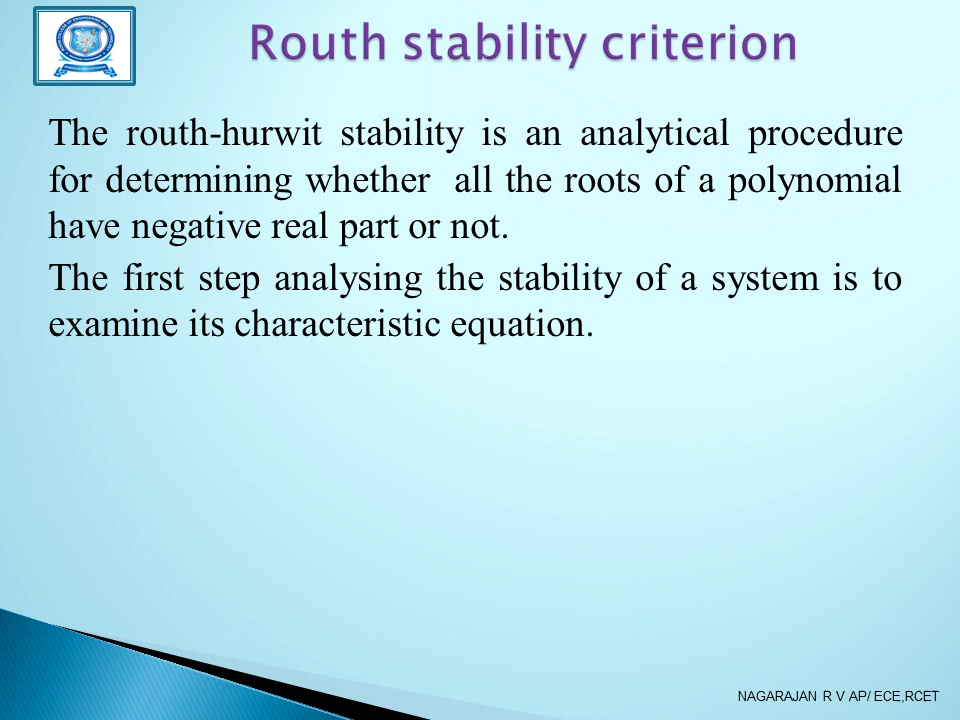 Routh stability criterion
The routh-hurwit stability is an analytical procedure
for determining whether all the roots of a polynomial
have negative real part or not.
The first step analysing the stability of a system is to
examine its characteristic equation.
NAGARAJAN R V AP/ ECE,RCET